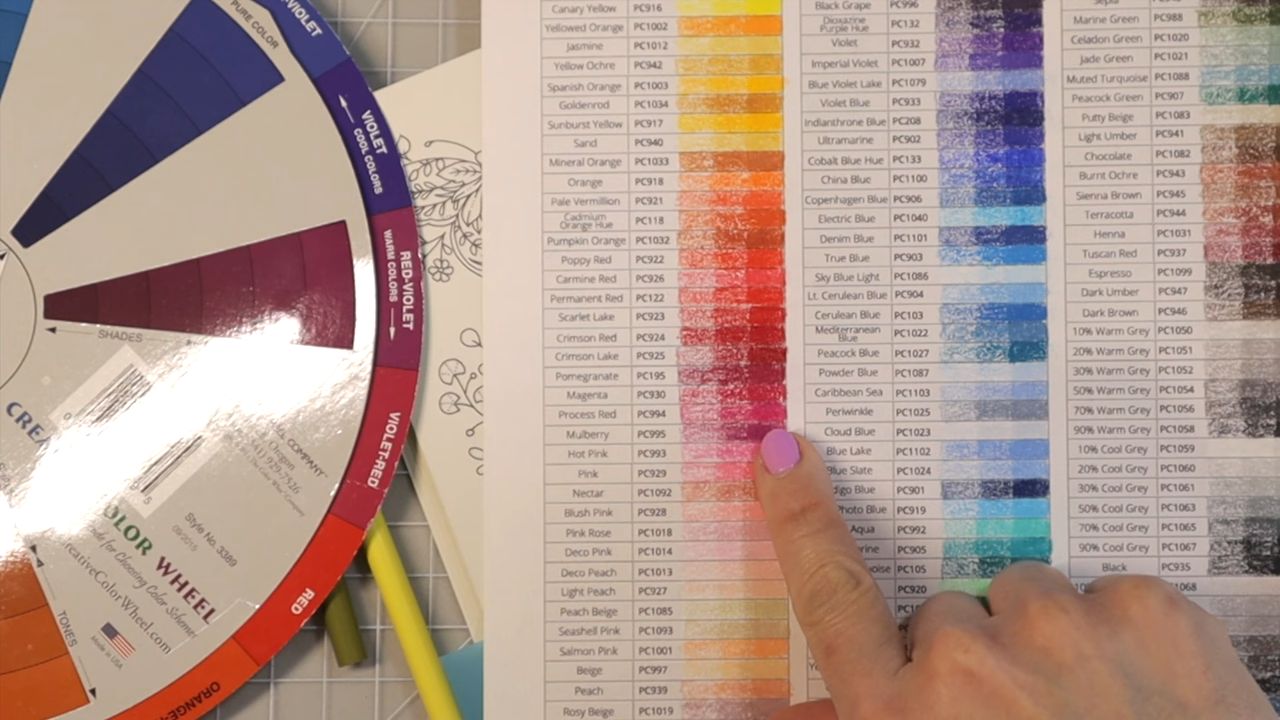 PURE COLOR
VIOLET
VIOLET
COOL COLORS
RED-VIOLET
WARM COLORS
SHADES
VIOLET-RED
RED
COLOR WHEEL
Style No. 3389
09/2015
CreativeColorWheel.com
Made in USA
TONES
Canary Yellow PC916
Yellowed Orange PC1002
Jasmine PC1012
Yellow Ochre PC942
Spanish Orange PC1003
Goldenrod PC1034
Sunburst Yellow PC917
Sand PC940
Mineral Orange PC1033
Orange PC918
Pale Vermillion PC921
Cadmium
Orange Hue PC118
Pumpkin Orange PC1032
Poppy Red PC922
Carmine Red PC926
Permanent Red PC122
Scarlet Lake PC923
Crimson Red PC924
Crimson Lake PC925
Pomegranate PC195
Magenta PC930
Process Red PC994
Mulberry PC995
Hot Pink PC993
Pink PC929
Nectar PC1092
Blush Pink PC928
Pink Rose PC1018
Deco Pink PC1014
Deco Peach PC1013
Light Peach PC927
Peach Beige PC1085
Seashell Pink PC1093
Salmon Pink PC1001
Beige PC997
Peach PC939
Rosy Beige PC1019
Black Grape PC996
Dioxazine
Purple Hue PC132
Violet PC932
Imperial Violet PC1007
Blue Violet Lake PC1079
Violet Blue PC933
Indianthrone Blue PC208
Ultramarine PC902
Cobalt Blue Hue PC133
China Blue PC1100
Copenhagen Blue PC906
Electric Blue PC1040
Denim Blue PC1101
True Blue PC903
Sky Blue Light PC1086
Lt. Cerulean Blue PC904
Cerulean Blue PC103
Mediterranean
Blue PC1022
Peacock Blue PC1027
Powder Blue PC1087
Caribbean Sea PC1103
Periwinkle PC1025
Cloud Blue PC1023
Blue Lake PC1102
Blue Slate PC1024
digo Blue PC901
Photo Blue PC919
Aqua PC992
rine PC905
oise PC105
PC920
Marine Green PC988
Celadon Green PC1020
Jade Green PC1021
Muted Turquoise PC1088
Peacock Green PC907
Putty Beige PC1083
Light Umber PC941
Chocolate PC1082
Burnt Ochre PC943
Sienna Brown PC945
Terracotta PC944
Henna PC1031
Tuscan Red PC937
Espresso PC1099
Dark Umber PC947
Dark Brown PC946
10% Warm Grey PC1050
20% Warm Grey PC1051
30% Warm Grey PC1052
50% Warm Grey PC1054
70% Warm Grey PC1056
90% Warm Grey PC1058
10% Cool Grey PC1059
20% Cool Grey PC1060
30% Cool Grey PC1061
50% Cool Grey PC1063
70% Cool Grey PC1065
90% Cool Grey PC1067
Black PC935
1068